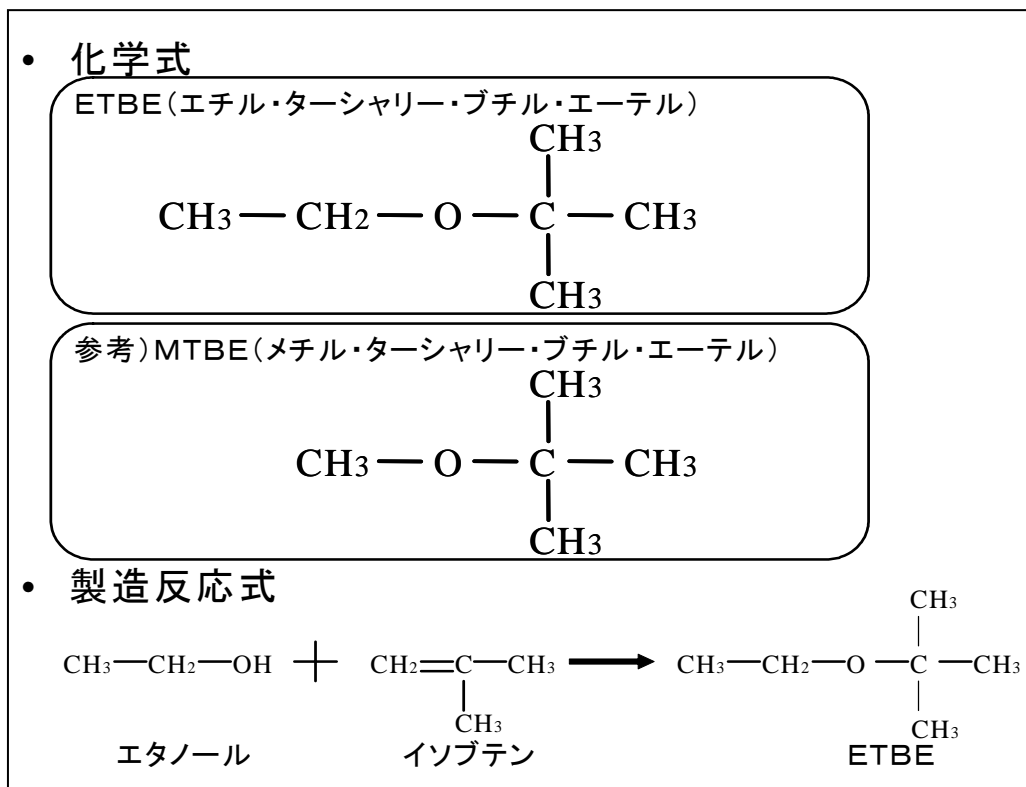 • 化学式
ETBE(エチル・ターシャリー・ブチル・エーテル)
CH3
CH3—CH2—O—C—CH3
CH3
参考)MTBE(メチル・ターシャリー・ブチル・エーテル)
CH3
CH3—O—C—CH3
CH3
• 製造反応式
CH3
CH3—CH2—OH + CH2=C—CH3 → CH3—CH2—O—C—CH3
CH3 CH3
エタノール イソブテン ETBE